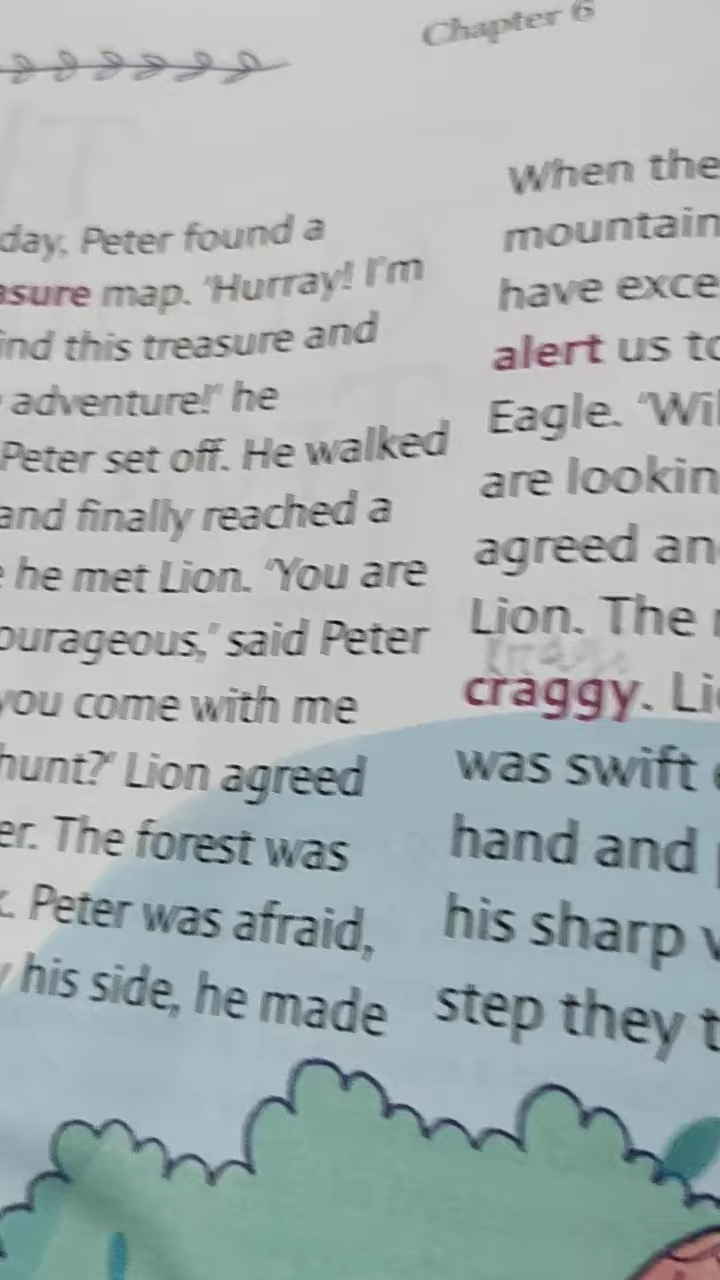 Chapter 6
day, Peter found a
asure map. 'Hurray! I'm
ind this treasure and
adventure!' he
Peter set off. He walked
and finally reached a
he met Lion. 'You are
ourageous,' said Peter
you come with me
hunt?' Lion agreed
er. The forest was
. Peter was afraid,
his side, he made
When the
mountain
have exce
alert us to
Eagle. 'Wil
are lookin
agreed an
Lion. The
craggy. Li
was swift
hand and
his sharp
step they t